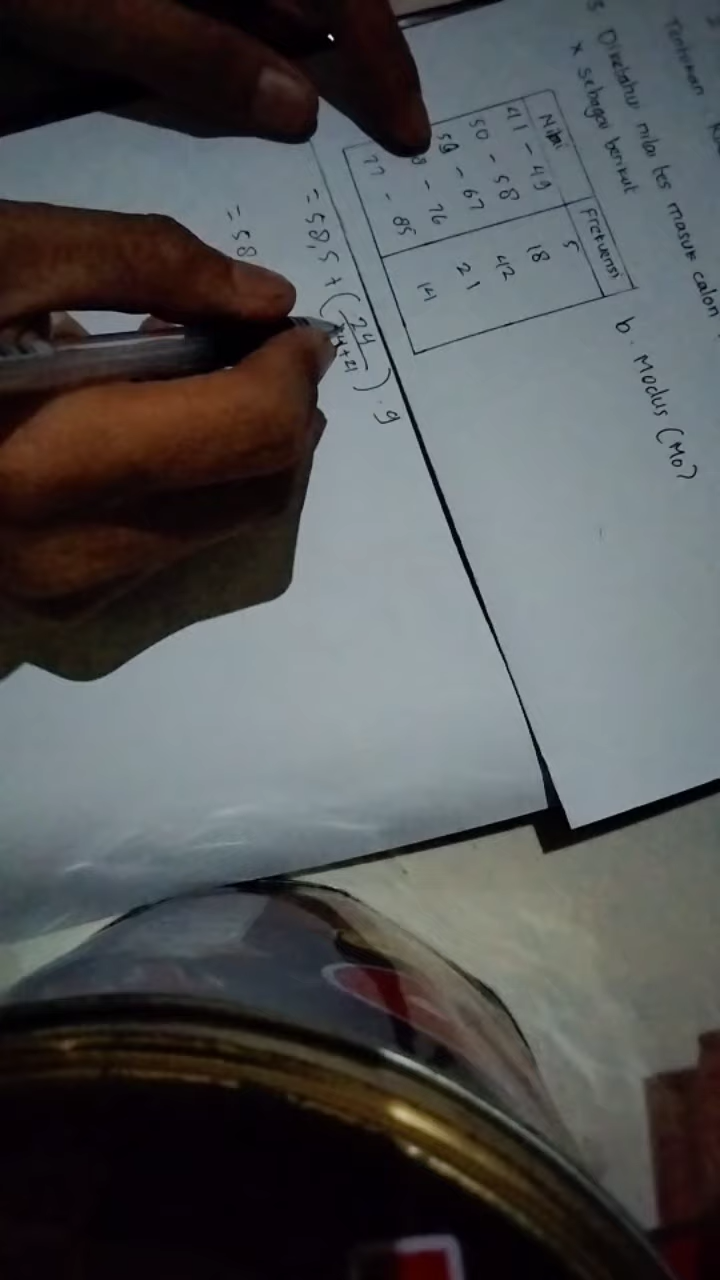 Tentukan
Diketahui nilai tes masuk calon
x sebagai berikut
b. Modus (Mo)
Nilai Frekuensi
41 - 49 5
50 - 58 18
59 - 67 42
- 76 21
77 - 85 14
= 58,5 + (24/+21) . 9
= 58